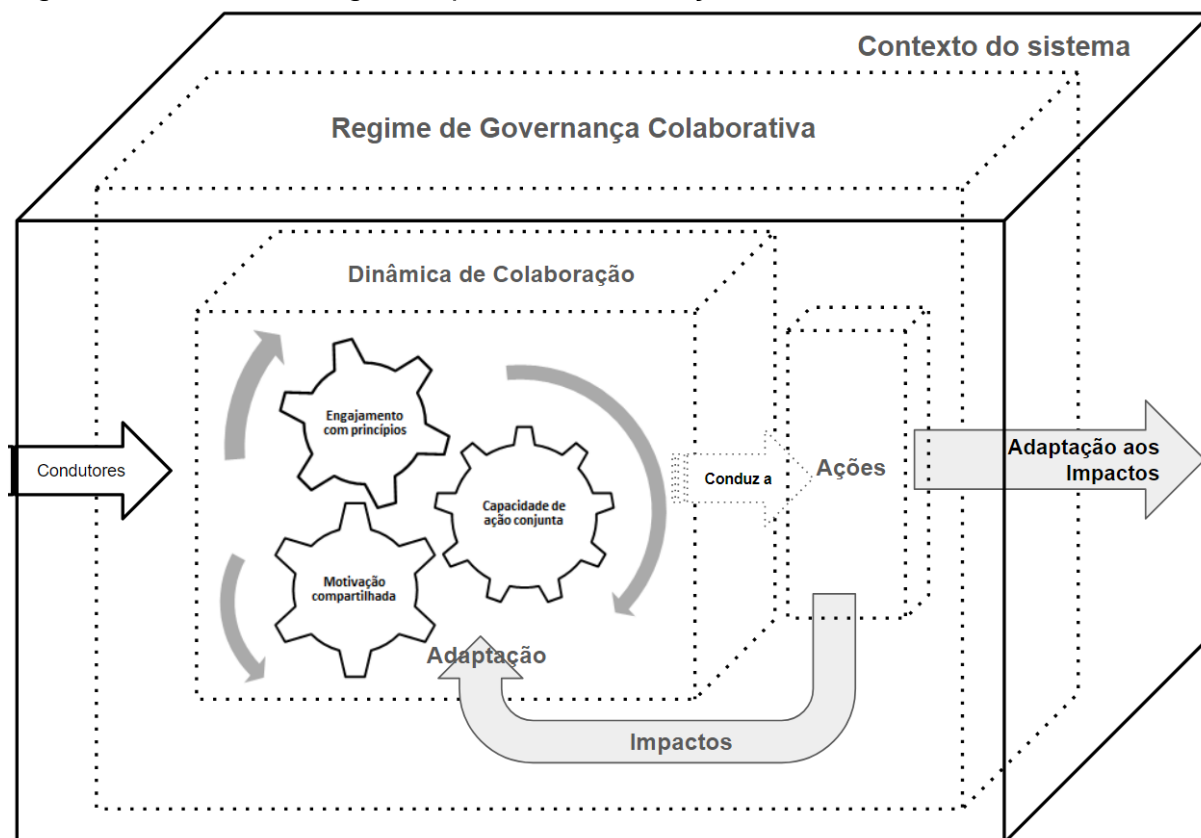 Contexto do sistema
Regime de Governança Colaborativa
Dinâmica de Colaboração
Engajamento
com princípios
Condutores
Capacidade de
ação conjunta
Conduz a
Ações
Adaptação aos
Impactos
Motivação
compartilhada
Adaptação
Impactos